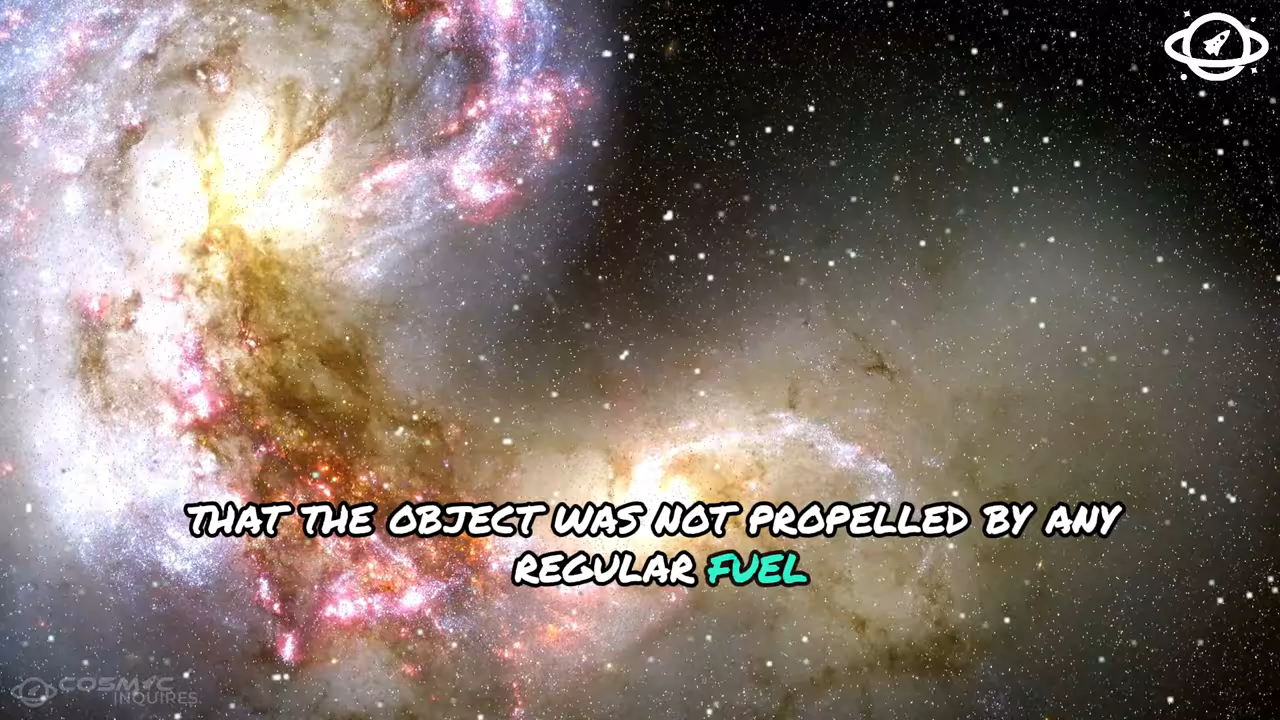 THAT THE OBJECT WAS NOT PROPELLED BY ANY
REGULAR FUEL
COSMIC
INQUIRES